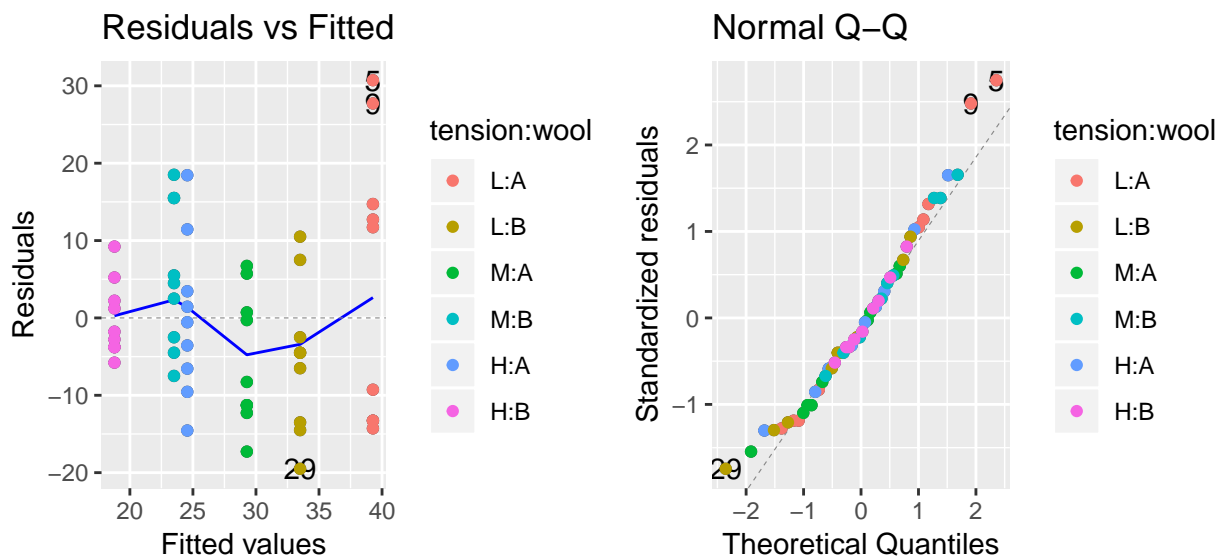 Residuals vs Fitted
30
20
10
0
−10
−20
Residuals
5
9
29
20
25
30
35
40
Fitted values
tension:wool
L:A
L:B
M:A
M:B
H:A
H:B
Normal Q−Q
2
1
0
−1
Standardized residuals
5
9
29
−2
−1
0
1
2
Theoretical Quantiles
tension:wool
L:A
L:B
M:A
M:B
H:A
H:B